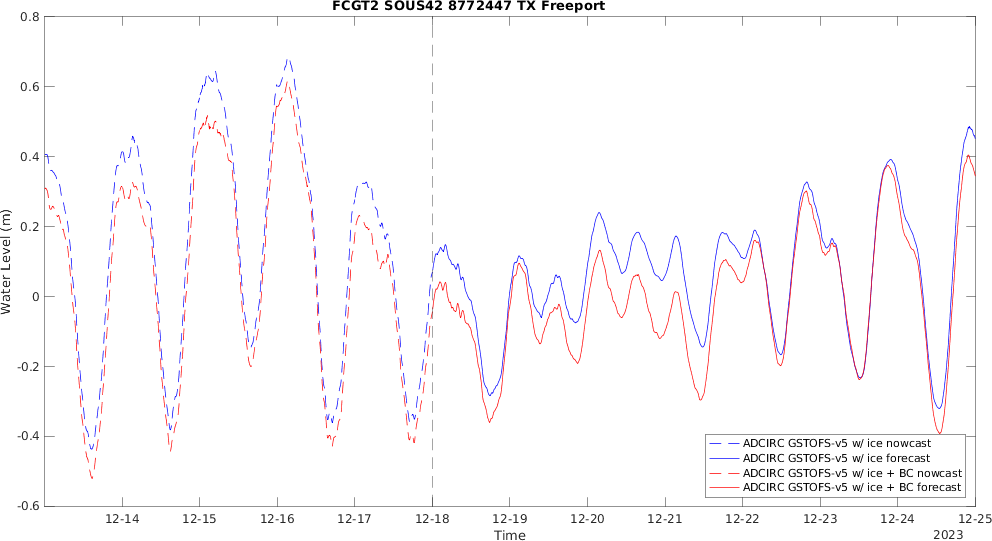 FCGT2 SOUS42 8772447 TX Freeport
0.8
0.6
0.4
0.2
0
-0.2
-0.4
-0.6
Water Level (m)
12-14 12-15 12-16 12-17 12-18 12-19 12-20 12-21 12-22 12-23 12-24 12-25
Time
2023
ADCIRC GSTOFS-v5 w/ ice nowcast
ADCIRC GSTOFS-v5 w/ ice forecast
ADCIRC GSTOFS-v5 w/ ice + BC nowcast
ADCIRC GSTOFS-v5 w/ ice + BC forecast